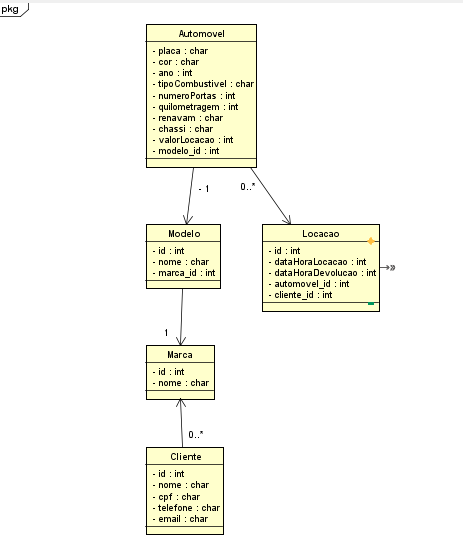 pkg
Automovel
- placa : char
- cor : char
- ano : int
- tipoCombustivel : char
- numeroPortas : int
- quilometragem : int
- renavam : char
- chassi : char
- valorLocacao : int
- modelo_id : int
- 1
0..*
Modelo
- id : int
- nome : char
- marca_id : int
Locacao
- id : int
- dataHoraLocacao : int
- dataHoraDevolucao : int
- automovel_id : int
- cliente_id : int
1
Marca
- id : int
- nome : char
0..*
Cliente
- id : int
- nome : char
- cpf : char
- telefone : char
- email : char